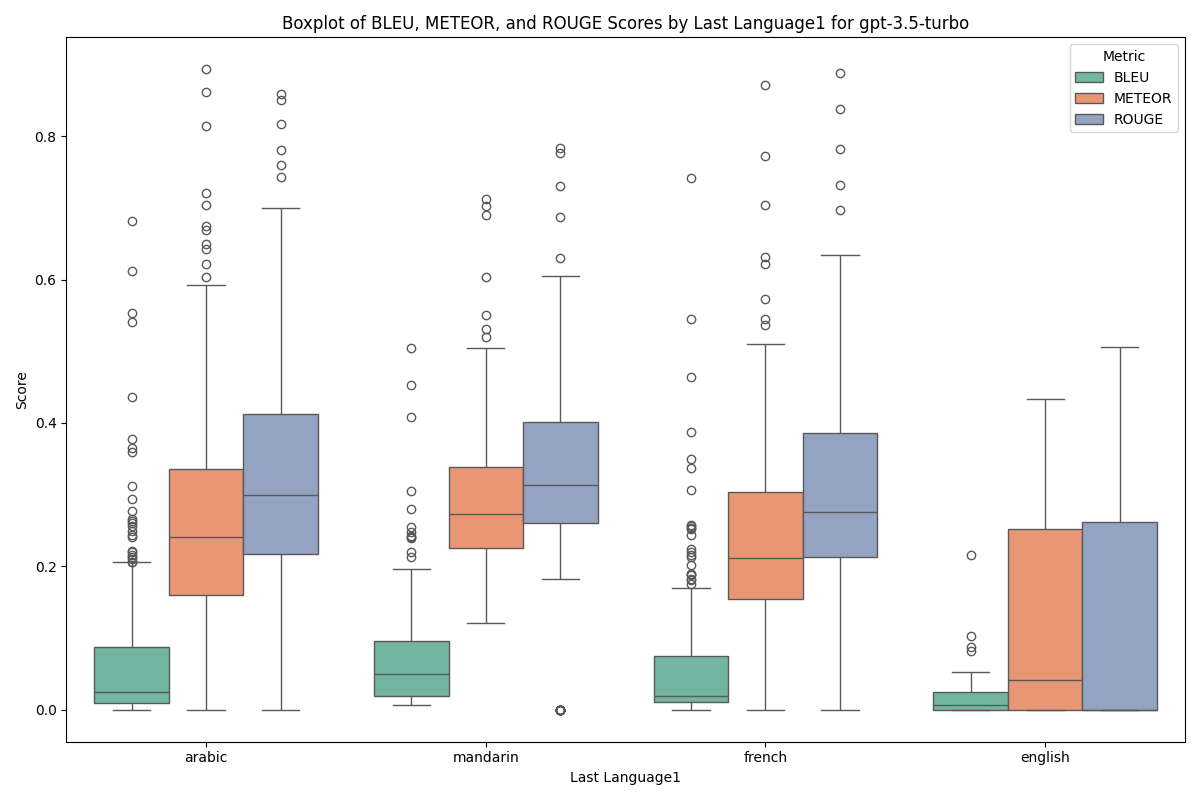 Boxplot of BLEU, METEOR, and ROUGE Scores by Last Language1 for gpt-3.5-turbo
Metric
BLEU
METEOR
ROUGE
Score
0.8
0.6
0.4
0.2
0.0
arabic
mandarin
french
english
Last Language1